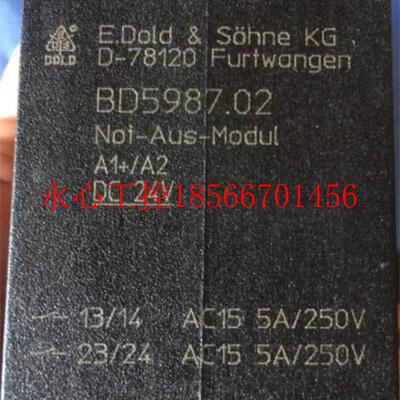 DOLD
E.Dold & Söhne KG
D-78120 Furtwangen
BD5987.02
Not-Aus-Modul
A1+/A2
永心工控18566701456
DC 24V
13/14 AC15 5A/250V
23/24 AC15 5A/250V